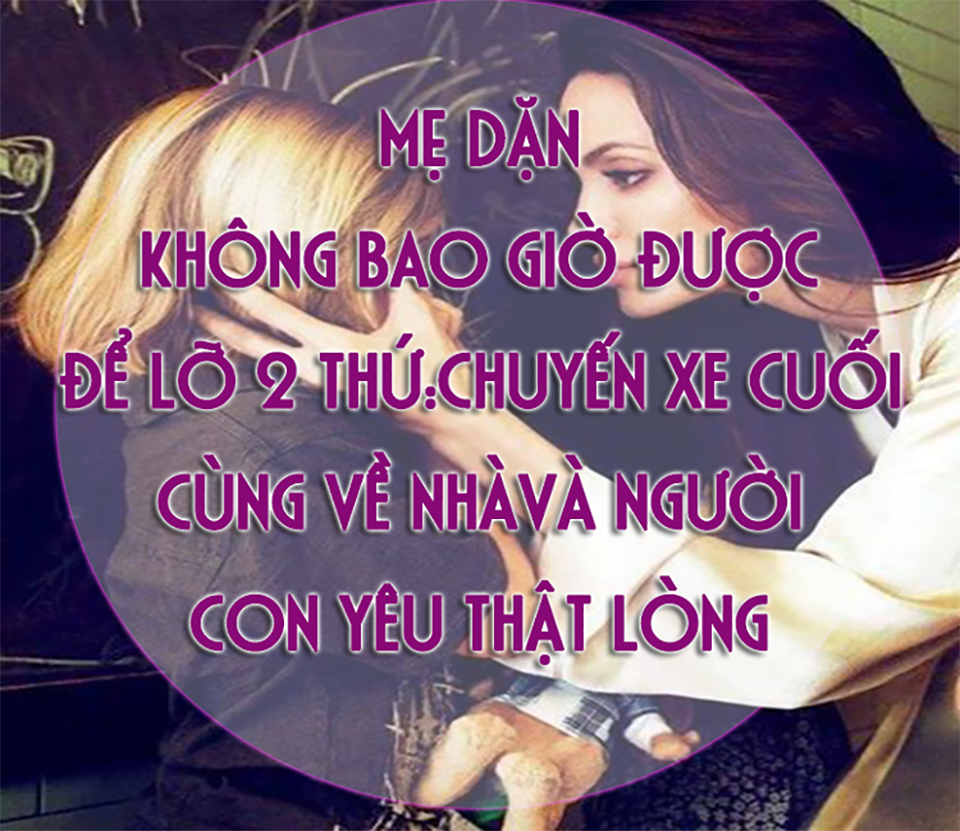 MẸ DẶN
KHÔNG BAO GIỜ ĐƯỢC
ĐỂ LỠ 2 THỨ:CHUYẾN XE CUỐI
CÙNG VỀ NHÀVÀ NGƯỜI
CON YÊU THẬT LÒNG